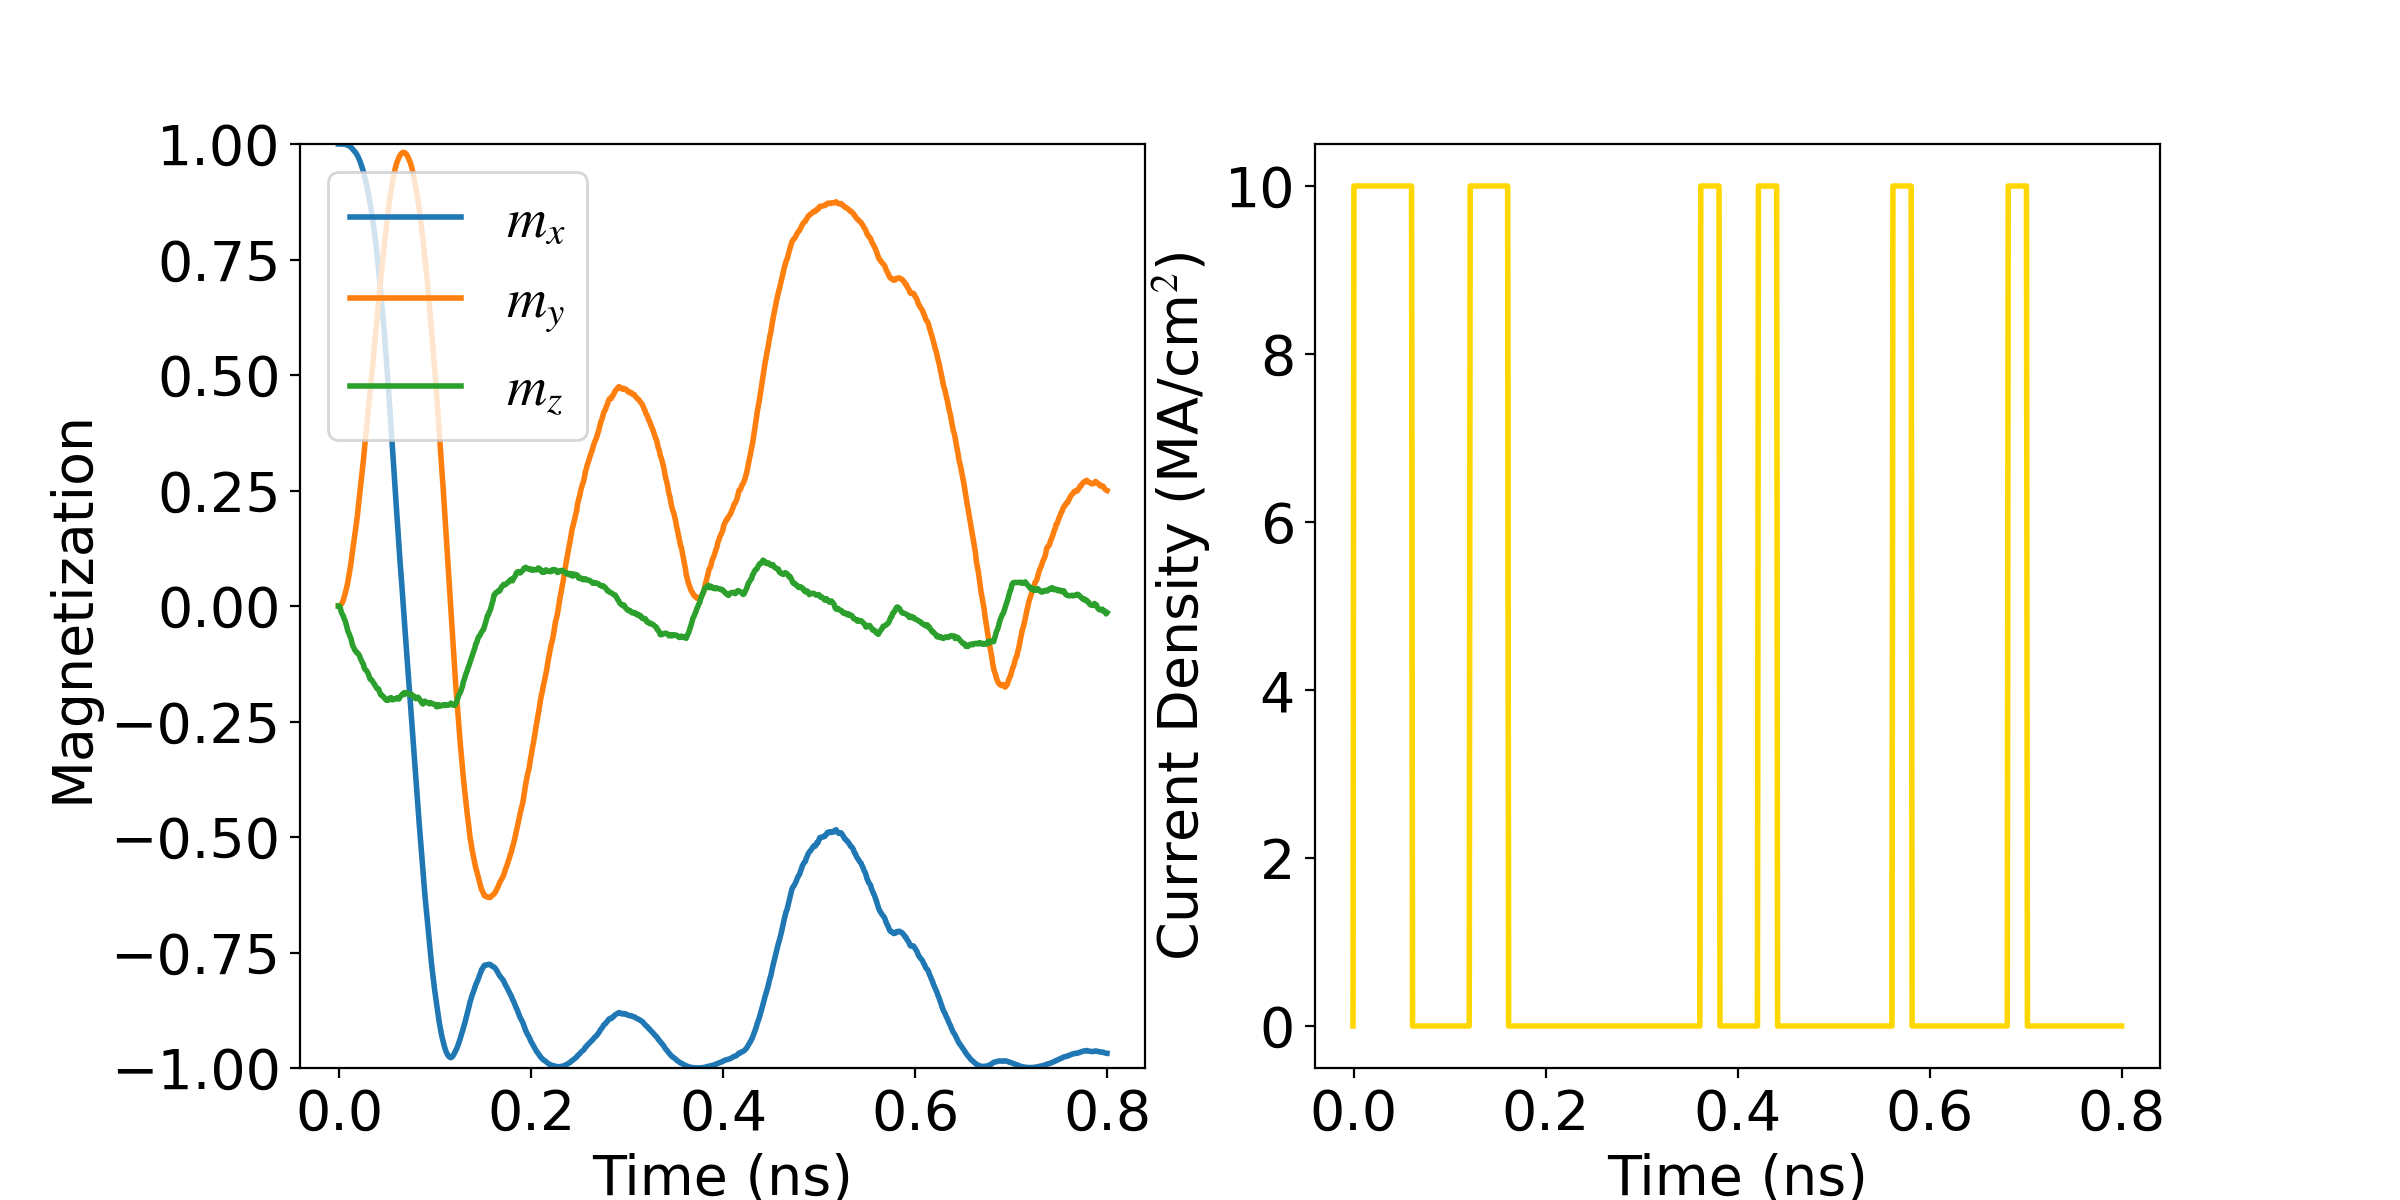 1.00
0.75
0.50
0.25
0.00
−0.25
−0.50
−0.75
−1.00
Magnetization
m_x
m_y
m_z
0.0 0.2 0.4 0.6 0.8
Time (ns)
Current Density (MA/cm²)
10
8
6
4
2
0
0.0 0.2 0.4 0.6 0.8
Time (ns)